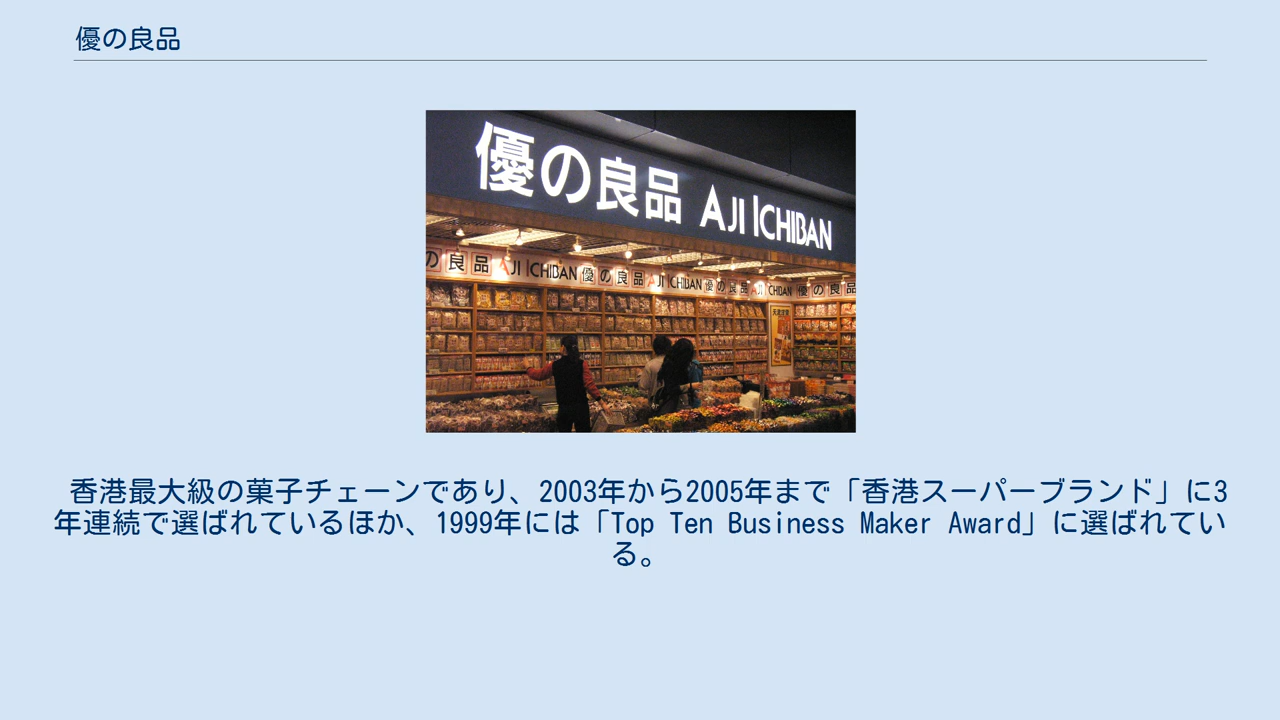 優の良品
優の良品 AJI ICHIBAN
の良品 AJI ICHIBAN 優の良品 AJI ICHIBAN 優の良品 AJI ICHIBAN 優の良品
香港最大級の菓子チェーンであり、2003年から2005年まで「香港スーパーブランド」に3
年連続で選ばれているほか、1999年には「Top Ten Business Maker Award」に選ばれてい
る。